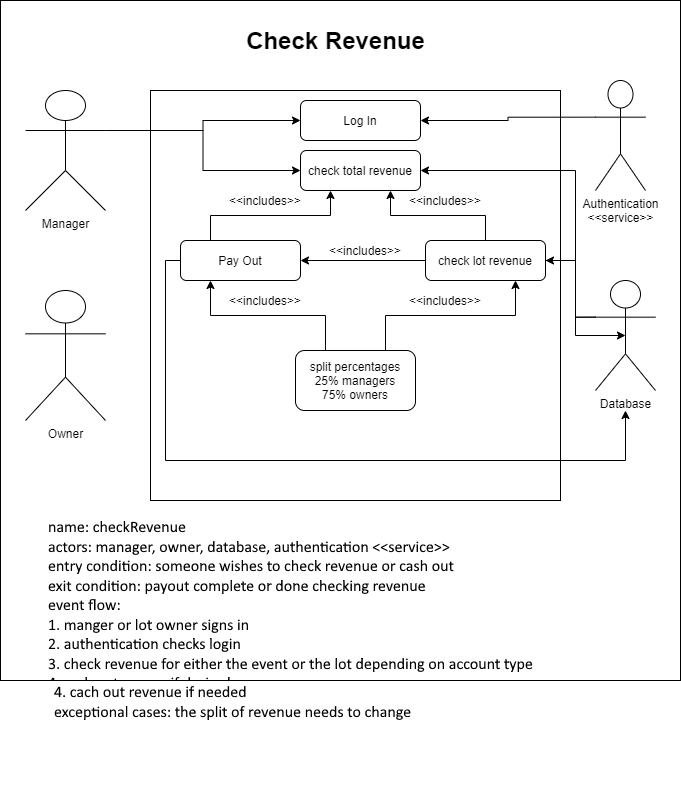 Check Revenue
Log In
check total revenue
Manager
Authentication
<<service>>
<<includes>>
<<includes>>
<<includes>>
Pay Out
check lot revenue
<<includes>>
<<includes>>
split percentages
25% managers
75% owners
Owner
Database
name: checkRevenue
actors: manager, owner, database, authentication <<service>>
entry condition: someone wishes to check revenue or cash out
exit condition: payout complete or done checking revenue
event flow:
1. manger or lot owner signs in
2. authentication checks login
3. check revenue for either the event or the lot depending on account type
4. cach out revenue if needed
exceptional cases: the split of revenue needs to change